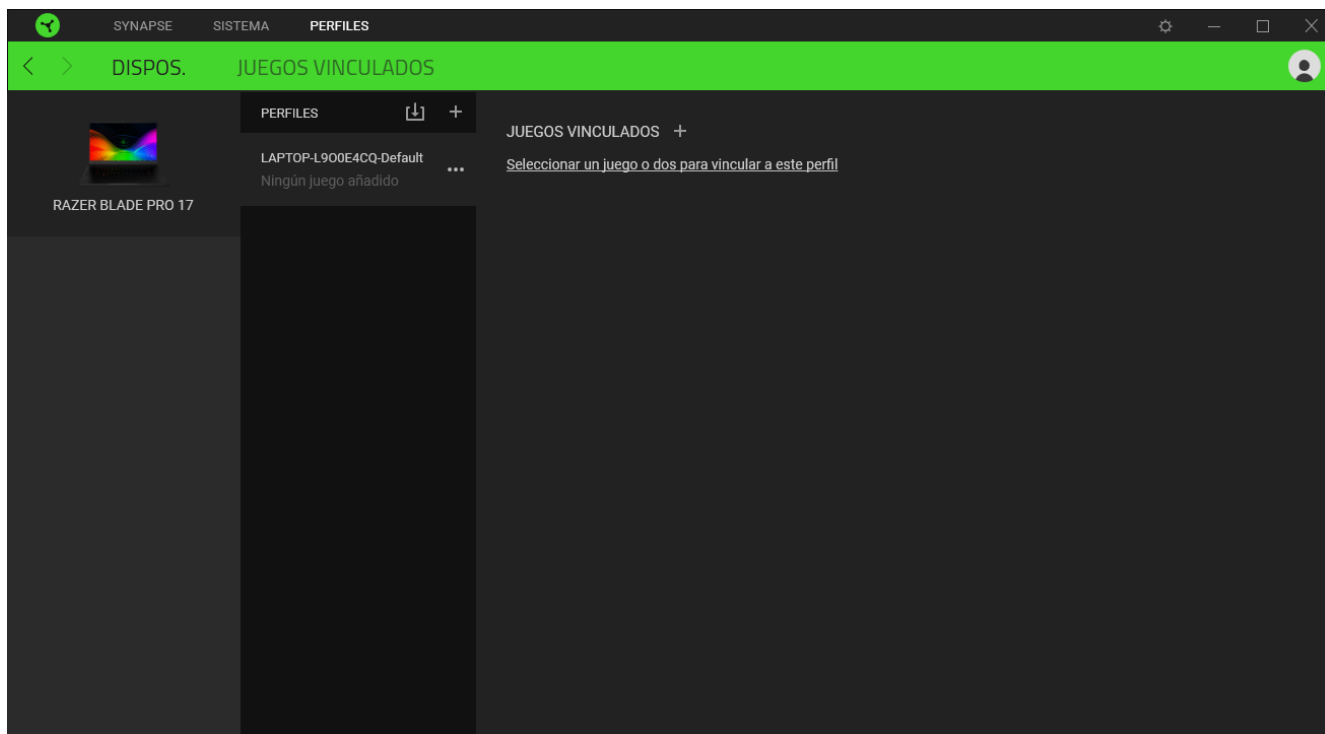 SYNAPSE SISTEMA PERFILES
DISPOS. JUEGOS VINCULADOS
RAZER BLADE PRO 17
PERFILES
LAPTOP-L9O0E4CQ-Default
Ningún juego añadido
JUEGOS VINCULADOS +
Seleccionar un juego o dos para vincular a este perfil